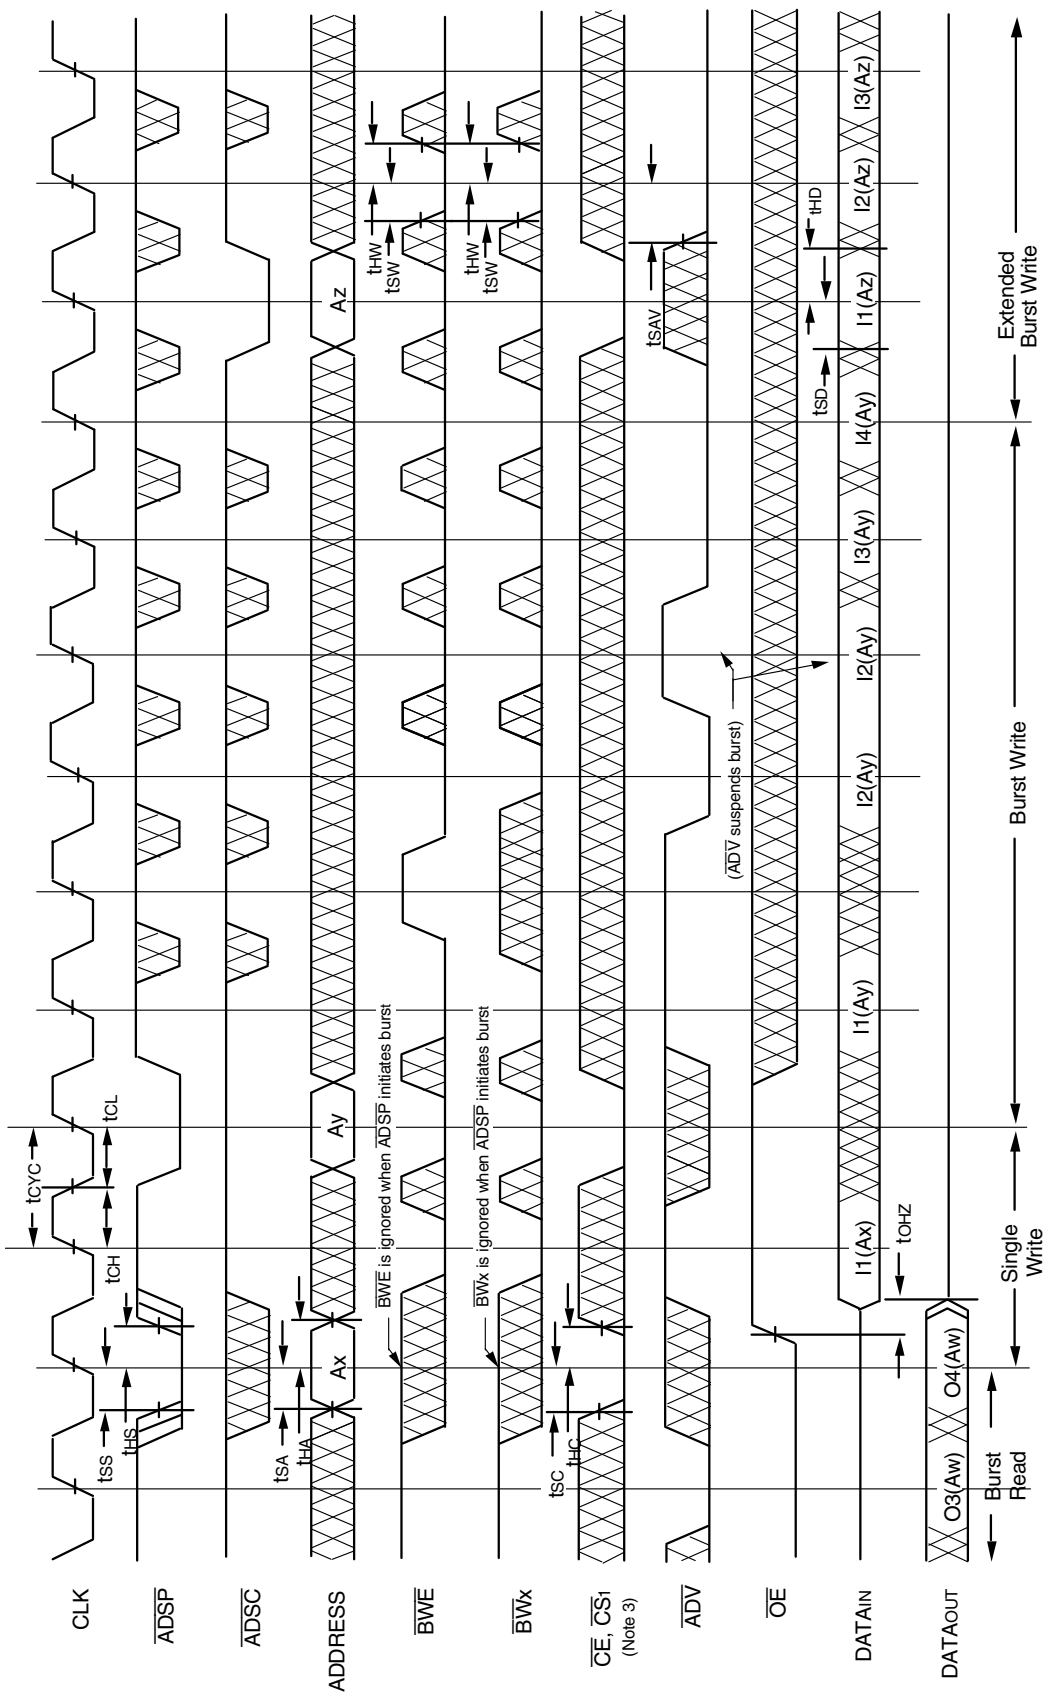 CLK
ADSP
ADSC
ADDRESS
BWE
BWx
CE, CS1
(Note 3)
ADV
OE
DATAIN
DATAOUT
tCYC
tCH
tCL
tSS
tHS
tSA
tHA
Ax
Ay
Az
BWE is ignored when ADSP initiates burst
tHW
tSW
BWx is ignored when ADSP initiates burst
tHW
tSW
tSC
tHC
tSAV
(ADV suspends burst)
tSD
tHD
I1(Ax)
I1(Ay)
I2(Ay)
I2(Ay)
I3(Ay)
I4(Ay)
I1(Az)
I2(Az)
I3(Az)
tOHZ
O3(Aw)
O4(Aw)
Burst
Read
Single
Write
Burst Write
Extended
Burst Write